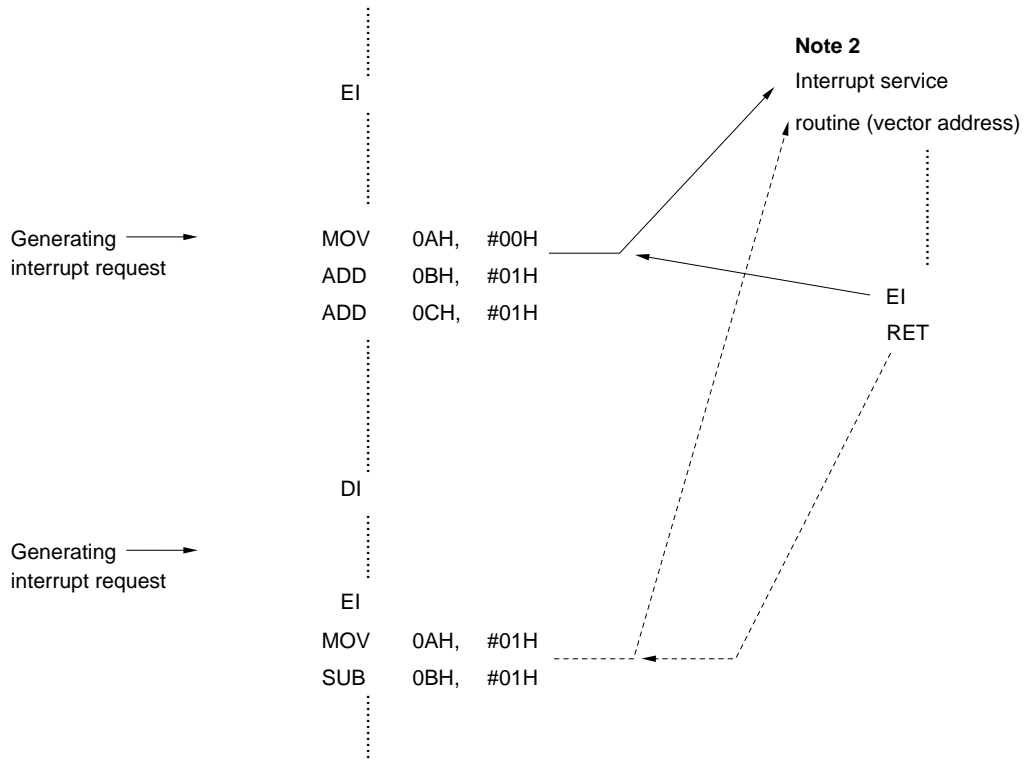 Note 2
Interrupt service
routine (vector address)
EI
Generating
interrupt request
MOV 0AH, #00H
ADD 0BH, #01H
ADD 0CH, #01H
EI
RET
DI
Generating
interrupt request
EI
MOV 0AH, #01H
SUB 0BH, #01H